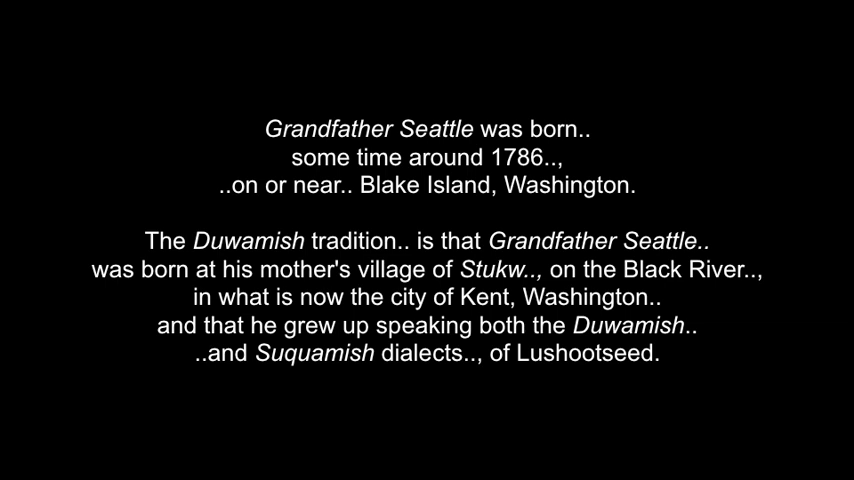 Grandfather Seattle was born..
some time around 1786..,
..on or near.. Blake Island, Washington.
The Duwamish tradition.. is that Grandfather Seattle..
was born at his mother's village of Stukw.., on the Black River..,
in what is now the city of Kent, Washington..
and that he grew up speaking both the Duwamish..
..and Suquamish dialects.., of Lushootseed.